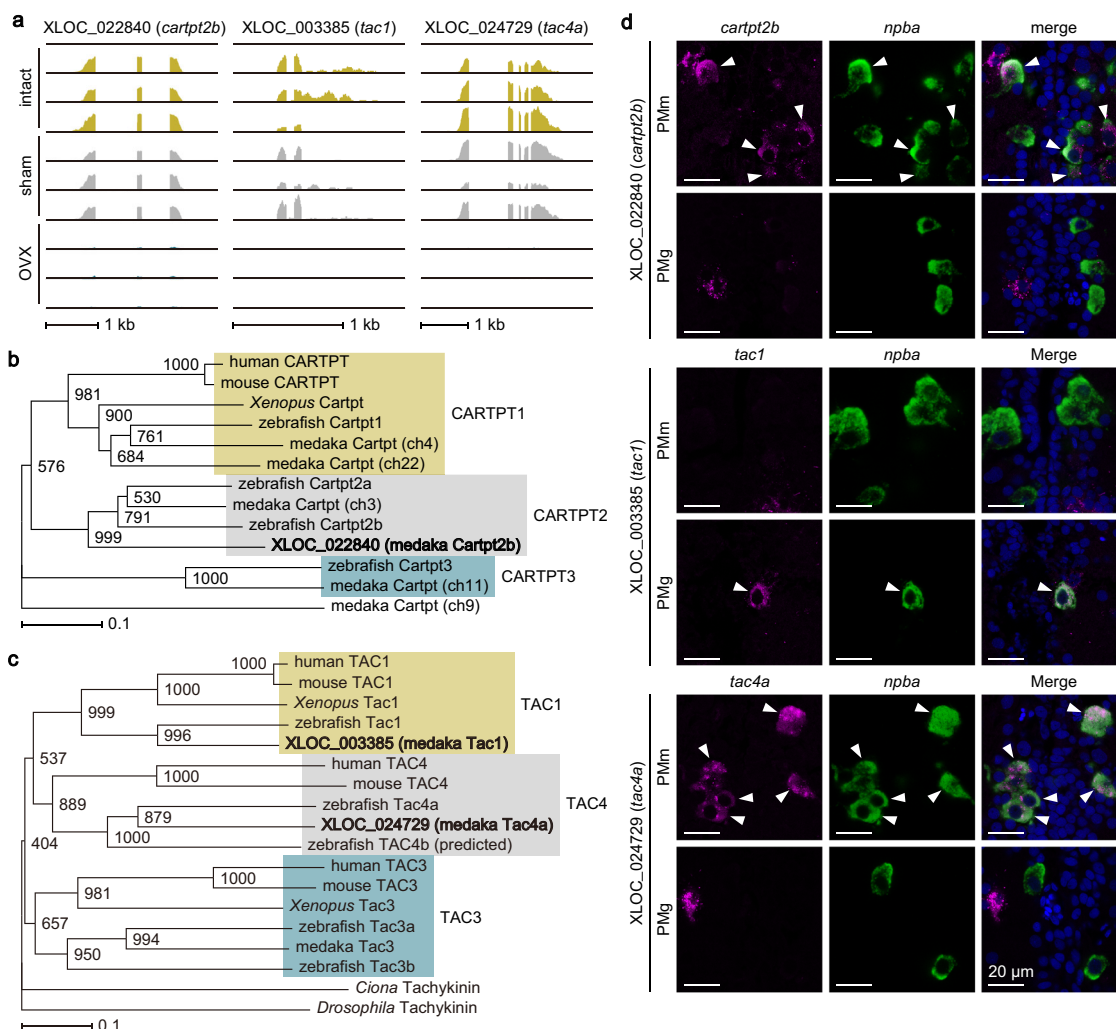 a
XLOC_022840 (cartpt2b)
XLOC_003385 (tac1)
XLOC_024729 (tac4a)
intact
sham
OVX
1 kb
1 kb
1 kb
b
human CARTPT
1000
mouse CARTPT
981
Xenopus Cartpt
900
zebrafish Cartpt1
CARTPT1
761
medaka Cartpt (ch4)
684
medaka Cartpt (ch22)
576
zebrafish Cartpt2a
530
medaka Cartpt (ch3)
791
zebrafish Cartpt2b
CARTPT2
999
XLOC_022840 (medaka Cartpt2b)
zebrafish Cartpt3
1000
CARTPT3
medaka Cartpt (ch11)
medaka Cartpt (ch9)
0.1
c
human TAC1
1000
mouse TAC1
1000
Xenopus Tac1
TAC1
999
zebrafish Tac1
996
XLOC_003385 (medaka Tac1)
537
human TAC4
1000
mouse TAC4
889
zebrafish Tac4a
TAC4
879
XLOC_024729 (medaka Tac4a)
404
1000
zebrafish TAC4b (predicted)
human TAC3
1000
mouse TAC3
981
Xenopus Tac3
TAC3
657
zebrafish Tac3a
994
medaka Tac3
950
zebrafish Tac3b
Ciona Tachykinin
Drosophila Tachykinin
0.1
d
cartpt2b
npba
merge
XLOC_022840 (cartpt2b)
PMm
PMg
tac1
npba
Merge
XLOC_003385 (tac1)
PMm
PMg
tac4a
npba
Merge
XLOC_024729 (tac4a)
PMm
PMg
20 µm